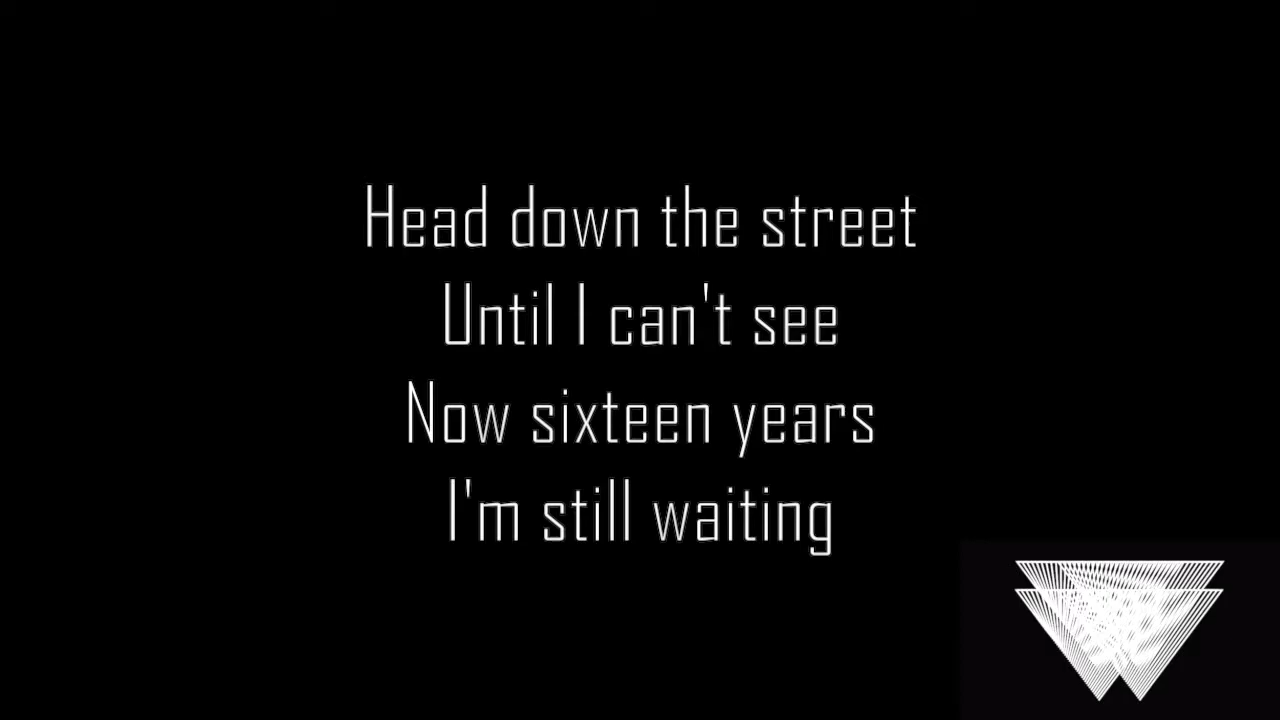 Head down the street
Until I can't see
Now sixteen years
I'm still waiting